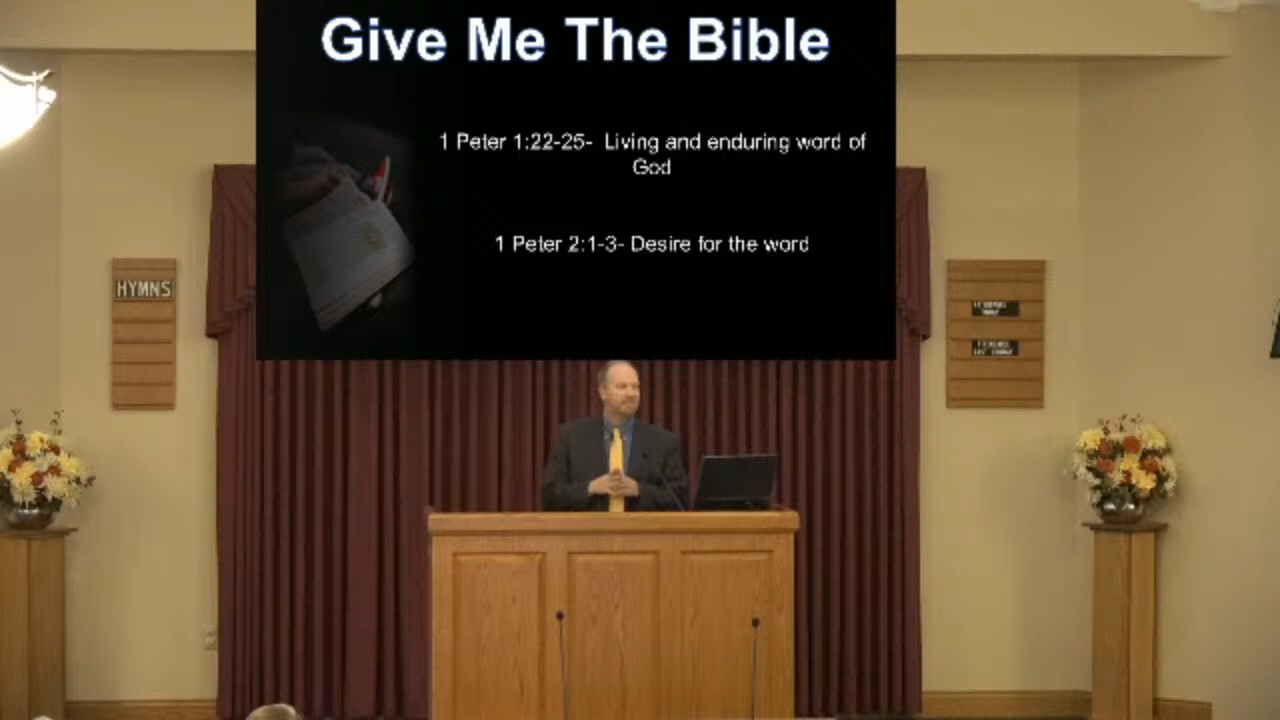 Give Me The Bible
1 Peter 1:22-25- Living and enduring word of
God
1 Peter 2:1-3- Desire for the word
HYMNS